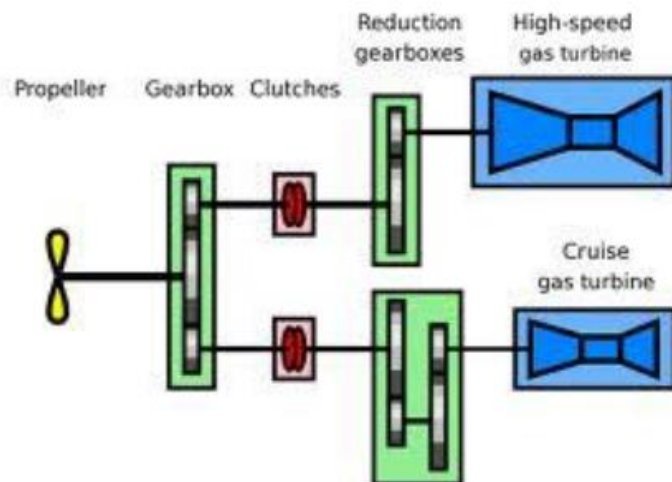 Reduction
gearboxes
High-speed
gas turbine
Propeller
Gearbox
Clutches
Cruise
gas turbine